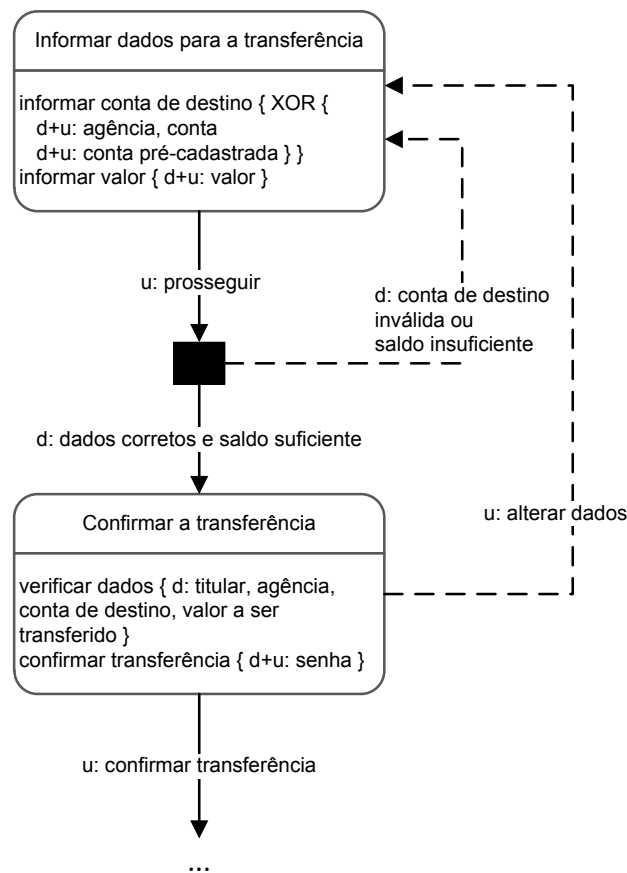 Informar dados para a transferência
informar conta de destino { XOR {
d+u: agência, conta
d+u: conta pré-cadastrada } }
informar valor { d+u: valor }
u: prosseguir
d: conta de destino
inválida ou
saldo insuficiente
d: dados corretos e saldo suficiente
u: alterar dados
Confirmar a transferência
verificar dados { d: titular, agência,
conta de destino, valor a ser
transferido }
confirmar transferência { d+u: senha }
u: confirmar transferência
...